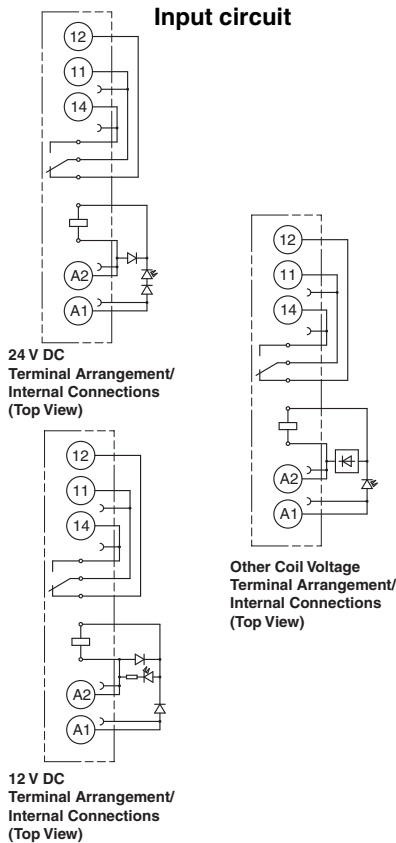 Input circuit
12
11
14
A2
A1
24 V DC
Terminal Arrangement/
Internal Connections
(Top View)
12
11
14
A2
A1
Other Coil Voltage
Terminal Arrangement/
Internal Connections
(Top View)
12
11
14
A2
A1
12 V DC
Terminal Arrangement/
Internal Connections
(Top View)